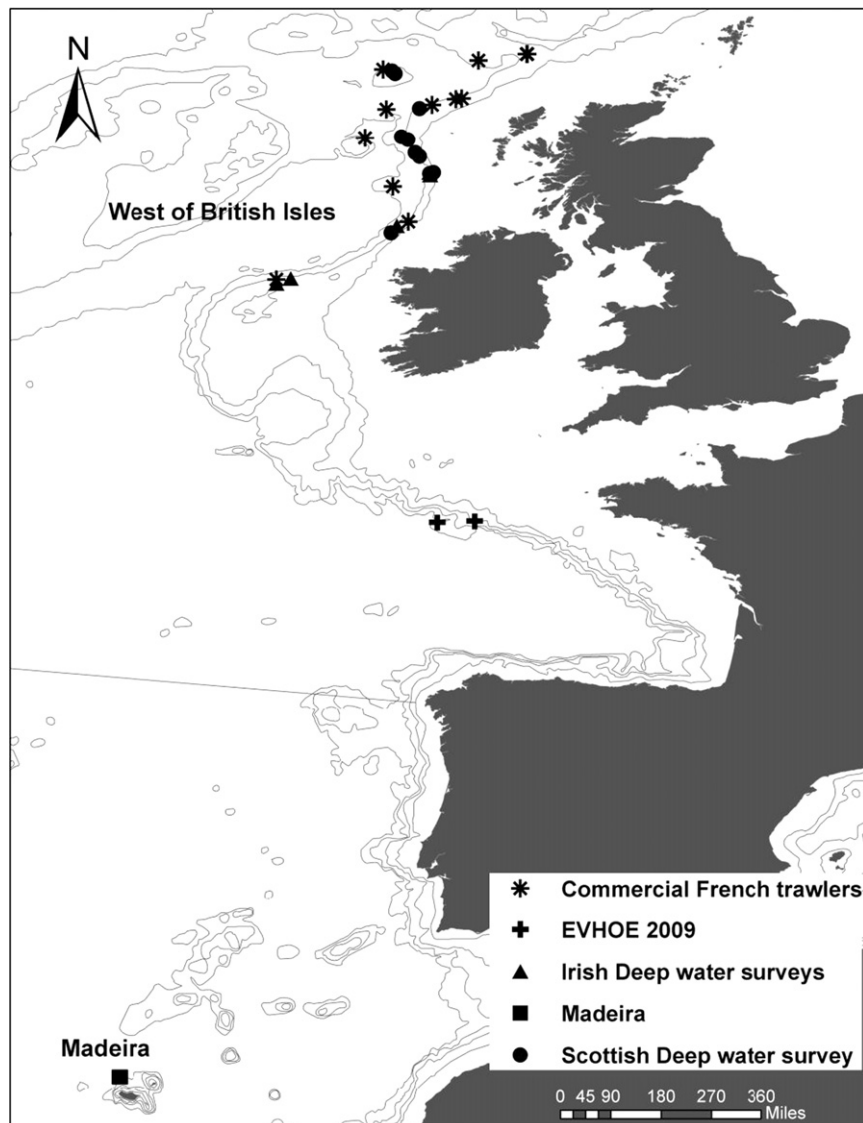 N
West of British Isles
Commercial French trawlers
EVHOE 2009
Irish Deep water surveys
Madeira
Scottish Deep water survey
Madeira
0 45 90 180 270 360
Miles